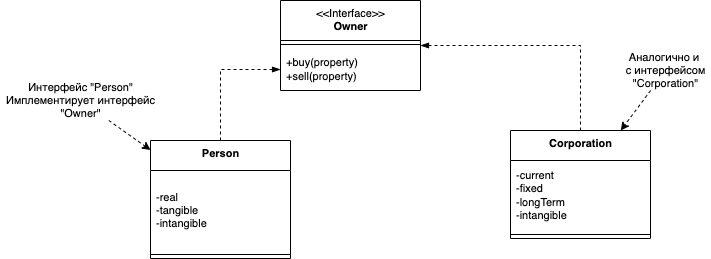 <<Interface>>
Owner
+buy(property)
+sell(property)
Интерфейс "Person"
Имплементирует интерфейс
"Owner"
Аналогично и
с интерфейсом
"Corporation"
Person
-real
-tangible
-intangible
Corporation
-current
-fixed
-longTerm
-intangible